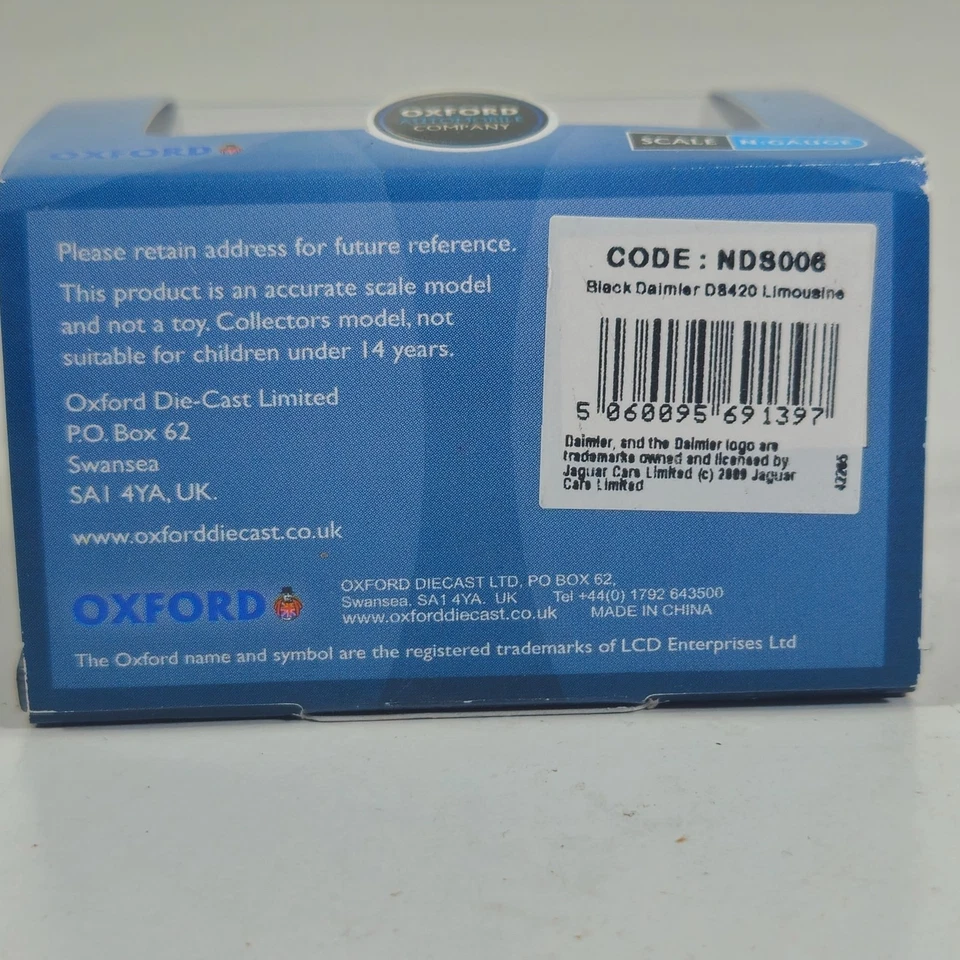 OXFORD
AUTOMOBILE
COMPANY
OXFORD
SCALE N:GAUGE
Please retain address for future reference.
This product is an accurate scale model
and not a toy. Collectors model, not
suitable for children under 14 years.
Oxford Die-Cast Limited
P.O. Box 62
Swansea
SA1 4YA, UK.
www.oxforddiecast.co.uk
CODE : NDS006
Black Daimler DS420 Limousine
5 060095 691397
Daimler, and the Daimler logo are
trademarks owned and licensed by
Jaguar Cars Limited (c) 2009 Jaguar
Cars Limited
42265
OXFORD
OXFORD DIECAST LTD, PO BOX 62,
Swansea. SA1 4YA. UK Tel +44(0) 1792 643500
www.oxforddiecast.co.uk MADE IN CHINA
The Oxford name and symbol are the registered trademarks of LCD Enterprises Ltd